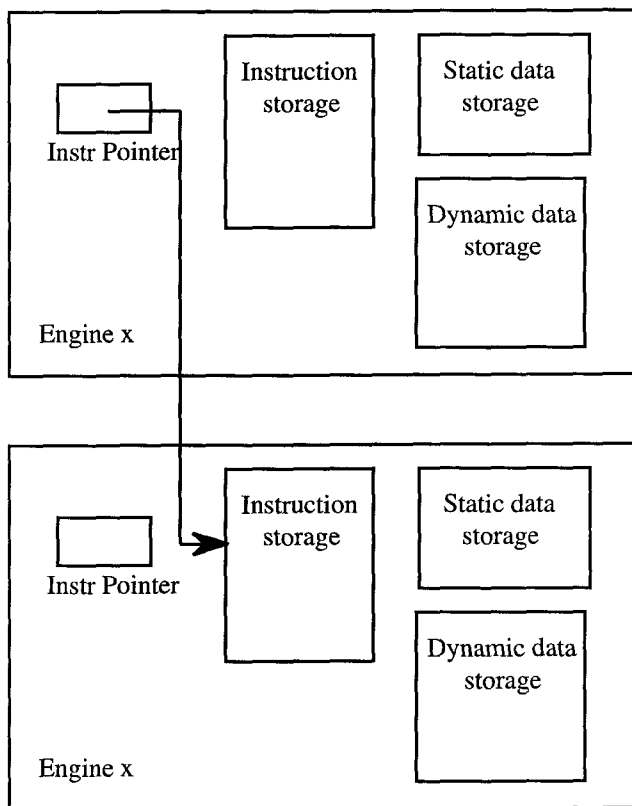 Instruction
storage
Static data
storage
Instr Pointer
Dynamic data
storage
Engine x
Instruction
storage
Static data
storage
Instr Pointer
Dynamic data
storage
Engine x